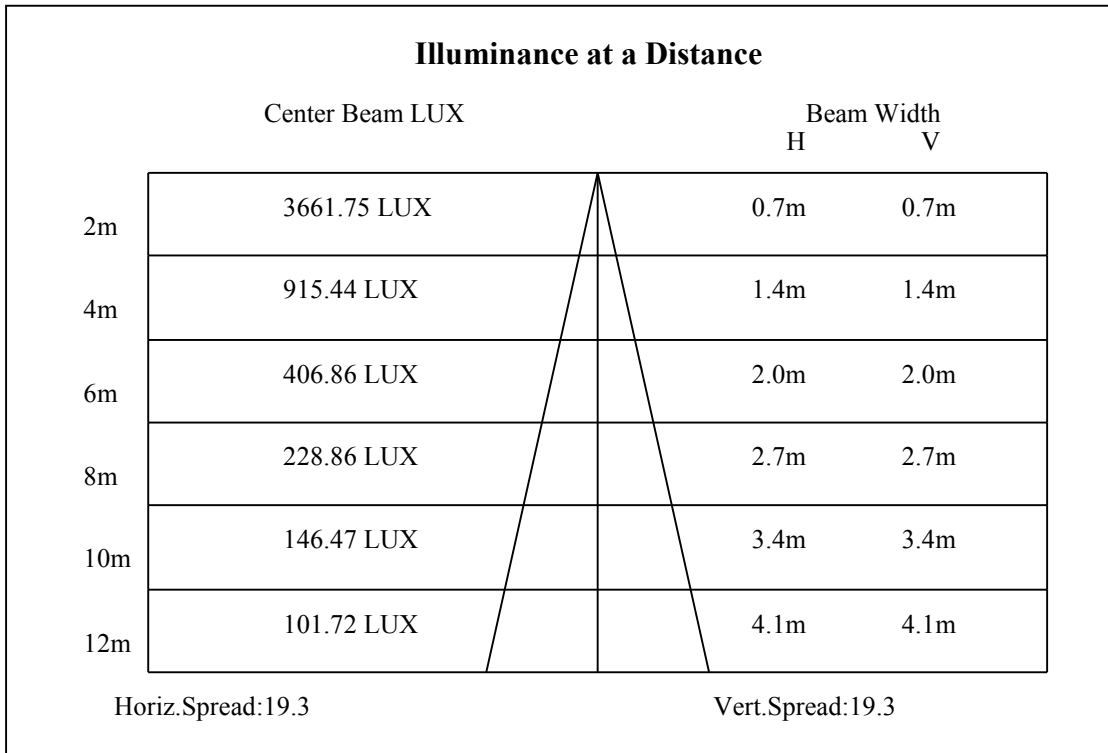 Illuminance at a Distance
Center Beam LUX Beam Width
H V
2m 3661.75 LUX 0.7m 0.7m
4m 915.44 LUX 1.4m 1.4m
6m 406.86 LUX 2.0m 2.0m
8m 228.86 LUX 2.7m 2.7m
10m 146.47 LUX 3.4m 3.4m
12m 101.72 LUX 4.1m 4.1m
Horiz.Spread:19.3 Vert.Spread:19.3